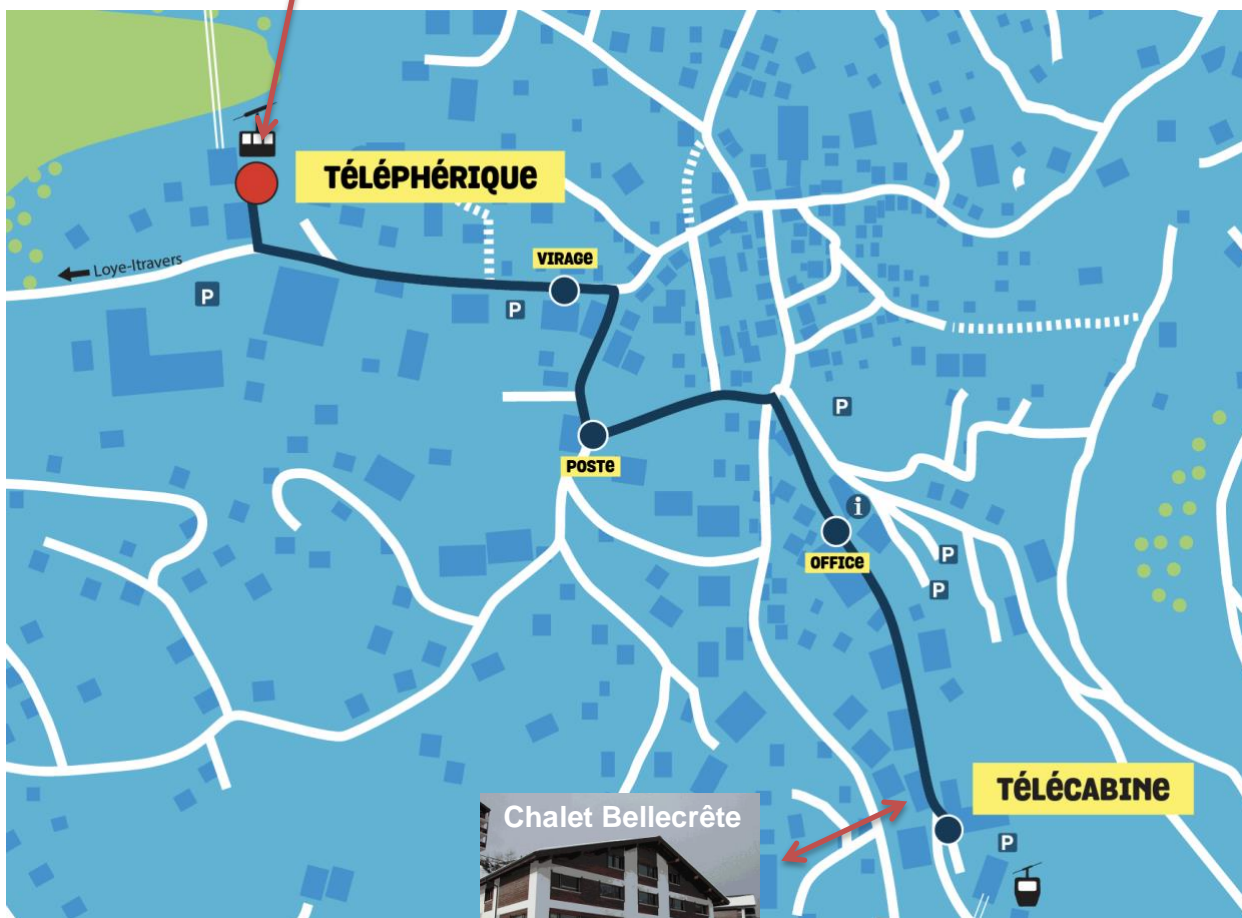 TÉLÉPHÉRIQUE
VIRAGE
Loye-Itravers
P
P
P
POSTE
i
OFFICE
P
P
TÉLÉCABINE
Chalet Bellecrête
P